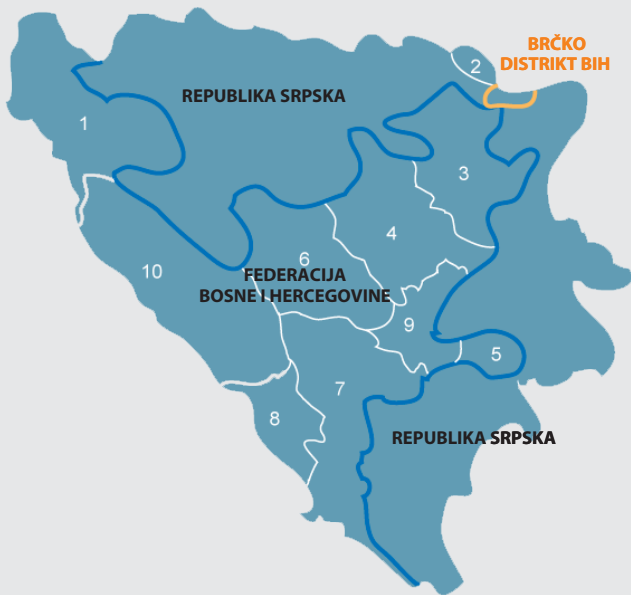 BRČKO
DISTRIKT BIH
2
REPUBLIKA SRPSKA
1
3
4
10
6
FEDERACIJA
BOSNE I HERCEGOVINE
9
5
7
8
REPUBLIKA SRPSKA